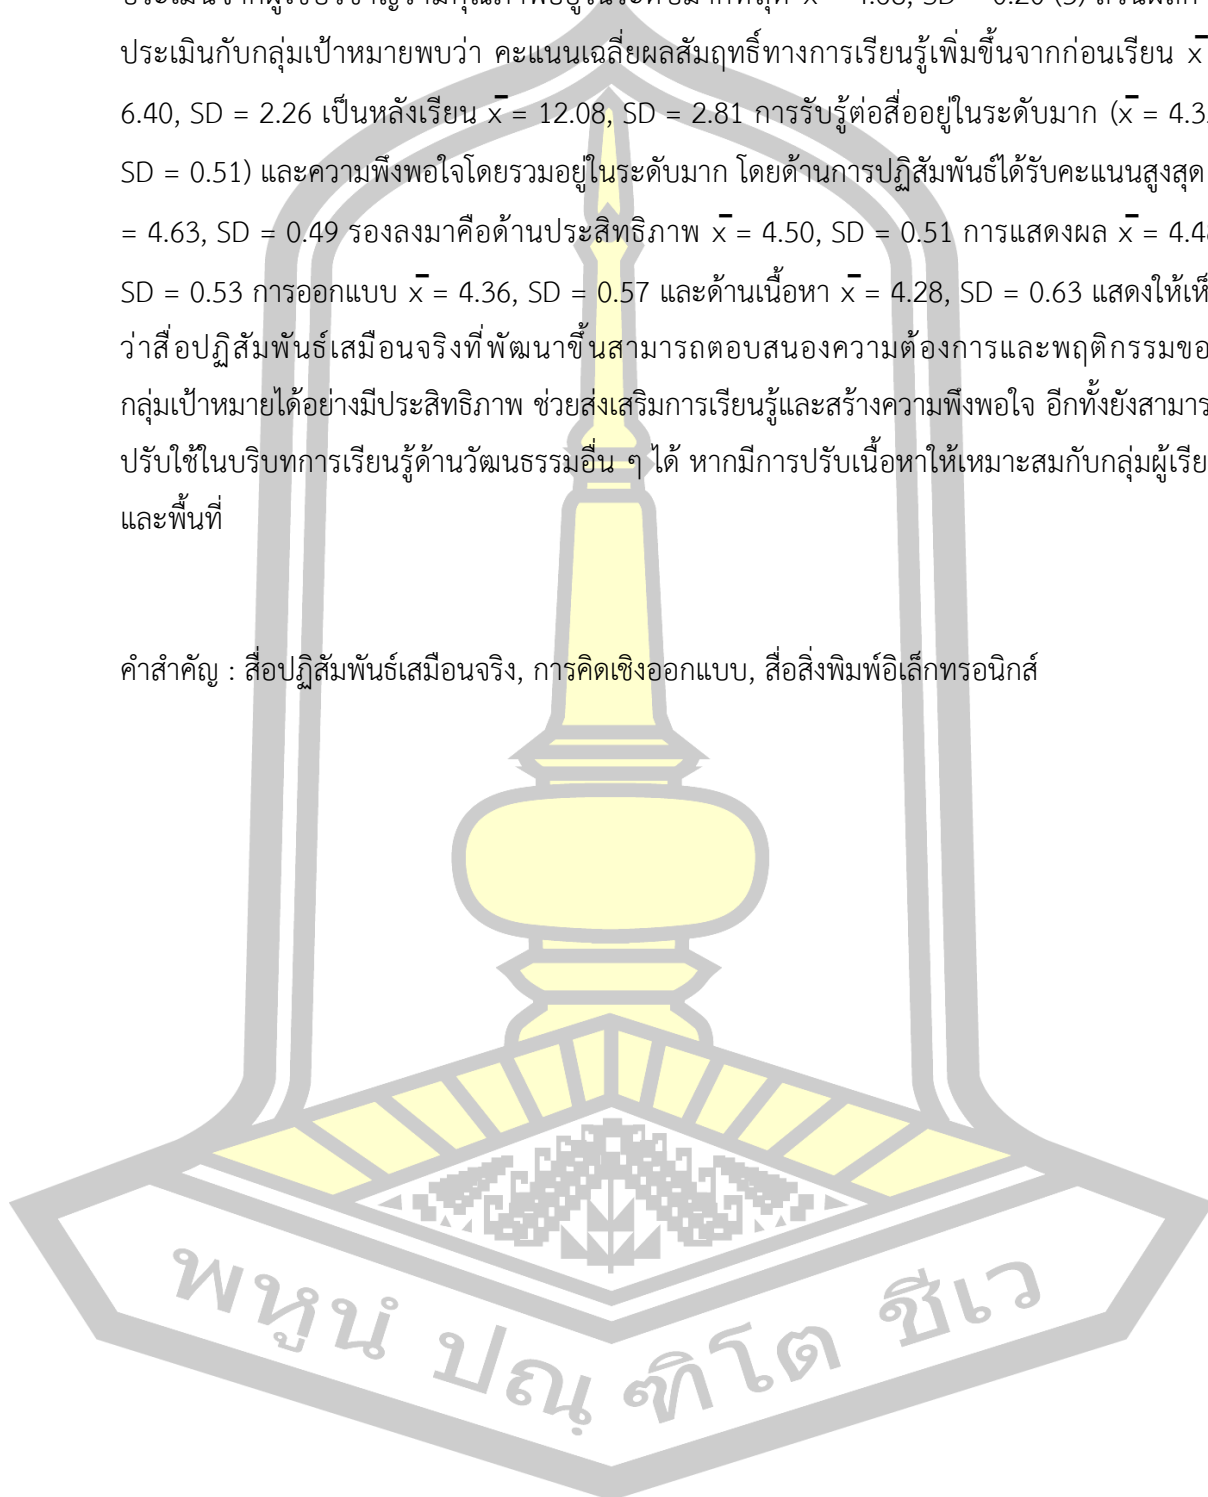 ประเมินกับกลุ่มเป้าหมายพบว่า คะแนนเฉลี่ยผลสัมฤทธิ์ทางการเรียนรู้เพิ่มขึ้นจากก่อนเรียน x̄
6.40, SD = 2.26 เป็นหลังเรียน x̄ = 12.08, SD = 2.81 การรับรู้ต่อสื่ออยู่ในระดับมาก (x̄ =
SD = 0.51) และความพึงพอใจโดยรวมอยู่ในระดับมาก โดยด้านการปฏิสัมพันธ์ได้รับคะแนนสูงสุด
= 4.63, SD = 0.49 รองลงมาคือด้านประสิทธิภาพ x̄ = 4.50, SD = 0.51 การแสดงผล x̄ =
SD = 0.53 การออกแบบ x̄ = 4.36, SD = 0.57 และด้านเนื้อหา x̄ = 4.28, SD = 0.63 แสดงให้
ว่าสื่อปฏิสัมพันธ์เสมือนจริงที่พัฒนาขึ้นสามารถตอบสนองความต้องการและพฤติกรรม
กลุ่มเป้าหมายได้อย่างมีประสิทธิภาพ ช่วยส่งเสริมการเรียนรู้และสร้างความพึงพอใจ อีกทั้งยัง
ปรับใช้ในบริบทการเรียนรู้ด้านวัฒนธรรมอื่น ๆ ได้ หากมีการปรับเนื้อหาให้เหมาะสมกับกลุ่ม
และพื้นที่
คำสำคัญ : สื่อปฏิสัมพันธ์เสมือนจริง, การคิดเชิงออกแบบ, สื่อสิ่งพิมพ์อิเล็กทรอนิกส์
พหูนํ ปณฺฑิโต ชีเว